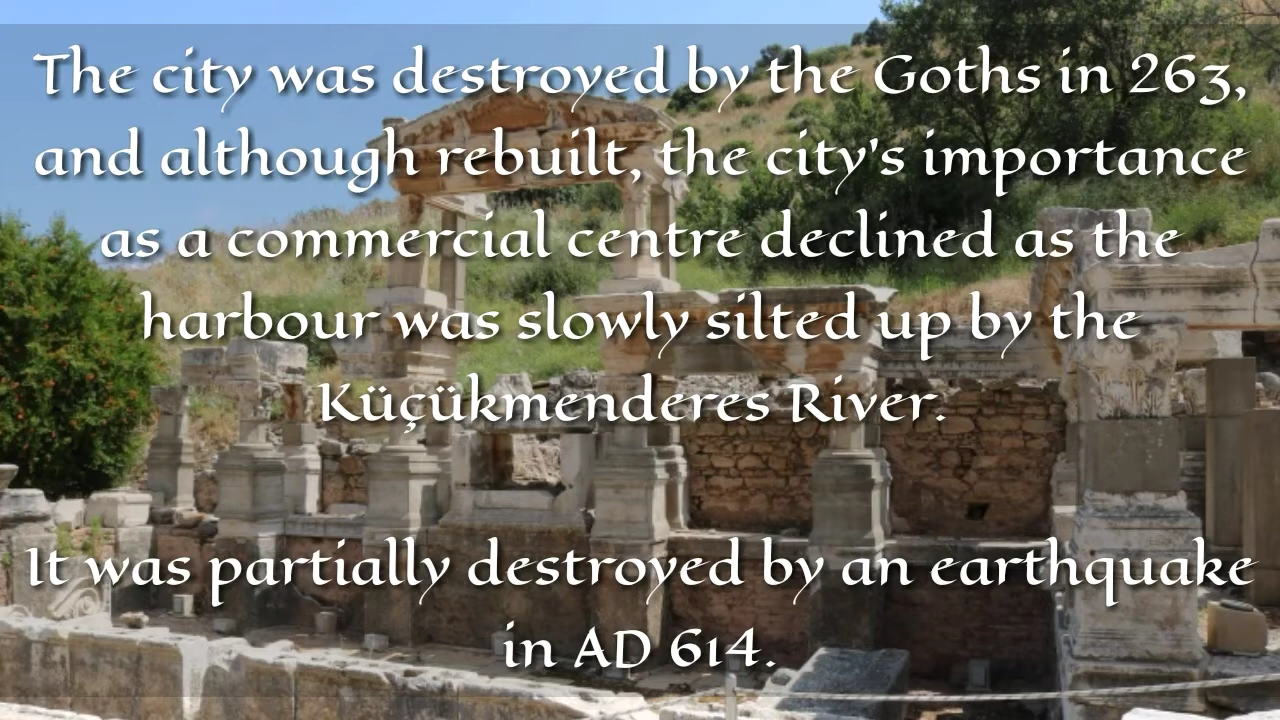 The city was destroyed by the Goths in 263,
and although rebuilt, the city's importance
as a commercial centre declined as the
harbour was slowly silted up by the
Küçükmenderes River.
It was partially destroyed by an earthquake
in AD 614.